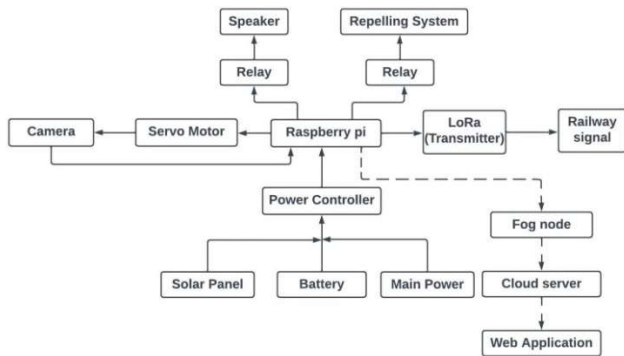 Speaker
Repelling System
Relay
Relay
Camera
Servo Motor
Raspberry pi
LoRa
(Transmitter)
Railway
signal
Power Controller
Fog node
Solar Panel
Battery
Main Power
Cloud server
Web Application